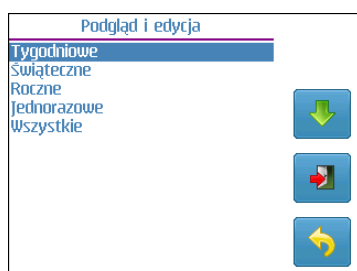 Podgląd i edycja
Tygodniowe
Świąteczne
Roczne
Jednorazowe
Wszystkie